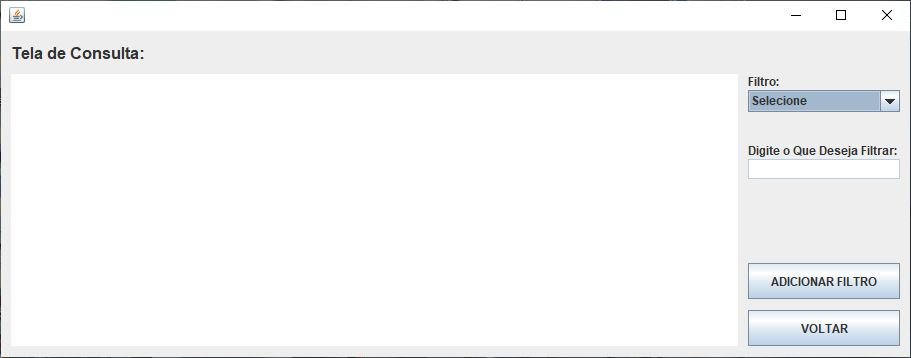 Tela de Consulta:
Filtro:
Selecione
Digite o Que Deseja Filtrar:
ADICIONAR FILTRO
VOLTAR